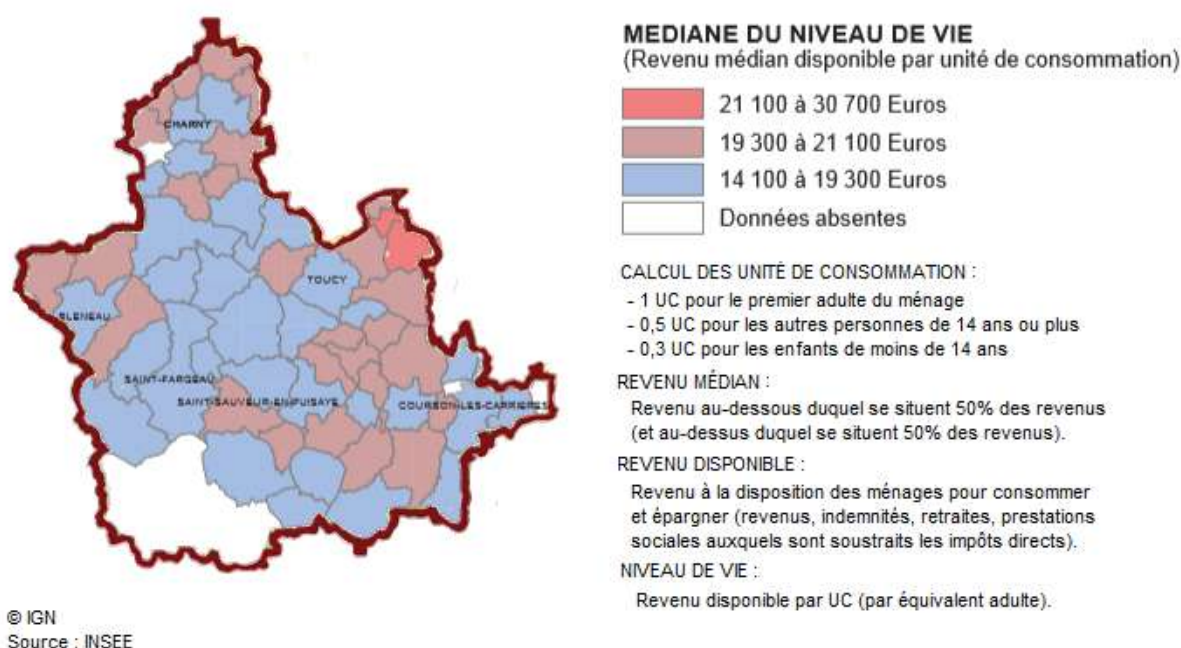 MEDIANE DU NIVEAU DE VIE
(Revenu médian disponible par unité de consommation)
21 100 à 30 700 Euros
19 300 à 21 100 Euros
14 100 à 19 300 Euros
Données absentes
CALCUL DES UNITÉ DE CONSOMMATION :
- 1 UC pour le premier adulte du ménage
- 0,5 UC pour les autres personnes de 14 ans ou plus
- 0,3 UC pour les enfants de moins de 14 ans
REVENU MÉDIAN :
Revenu au-dessous duquel se situent 50% des revenus
(et au-dessus duquel se situent 50% des revenus).
REVENU DISPONIBLE :
Revenu à la disposition des ménages pour consommer
et épargner (revenus, indemnités, retraites, prestations
sociales auxquels sont soustraits les impôts directs).
NIVEAU DE VIE :
Revenu disponible par UC (par équivalent adulte).
CHARNY
TOUCY
BLENEAU
SAINT-FARGEAU
SAINT-SAUVEUR-EN-PUISAYE
COURSON-LES-CARRIERES
© IGN
Source : INSEE